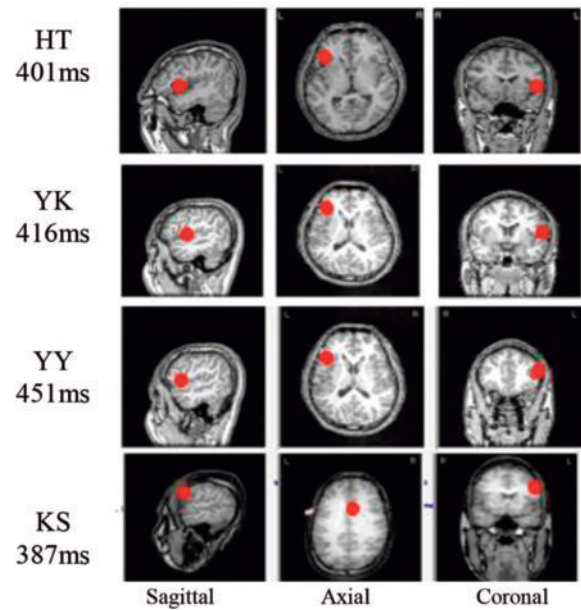 HT
401ms
L R
R L
YK
416ms
L R
YY
451ms
L R
R L
KS
387ms
L R
R L
Sagittal Axial Coronal